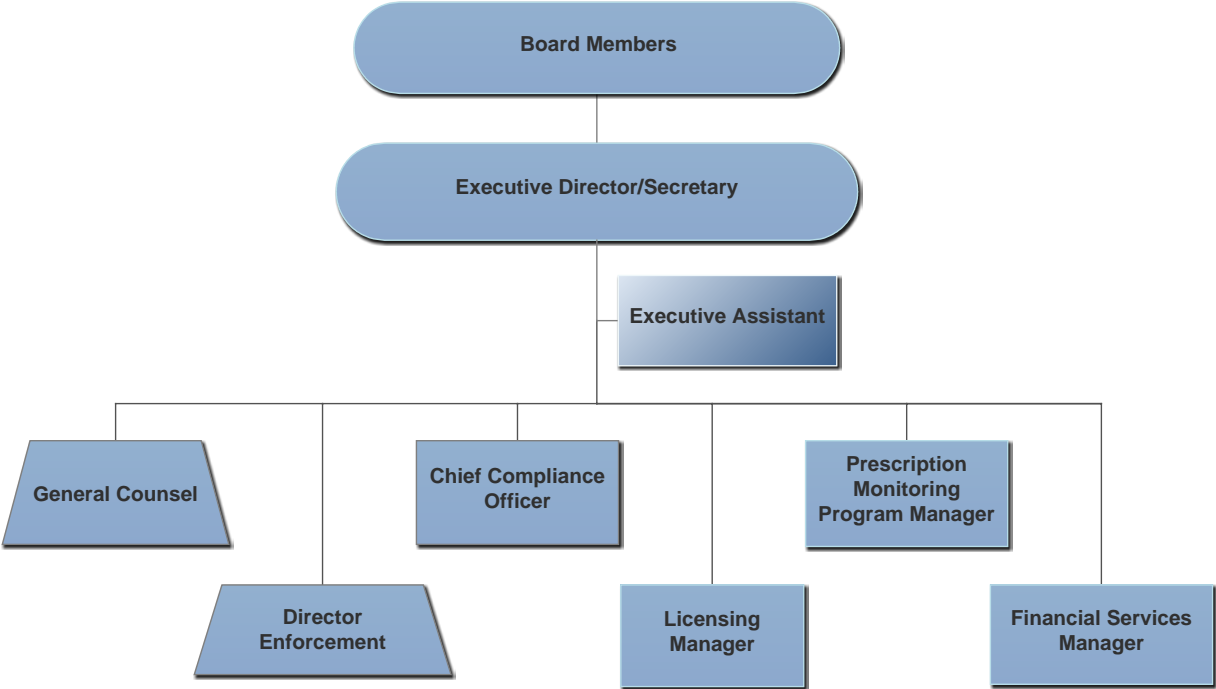 Board Members
Executive Director/Secretary
Executive Assistant
General Counsel
Chief Compliance
Officer
Prescription
Monitoring
Program Manager
Director
Enforcement
Licensing
Manager
Financial Services
Manager